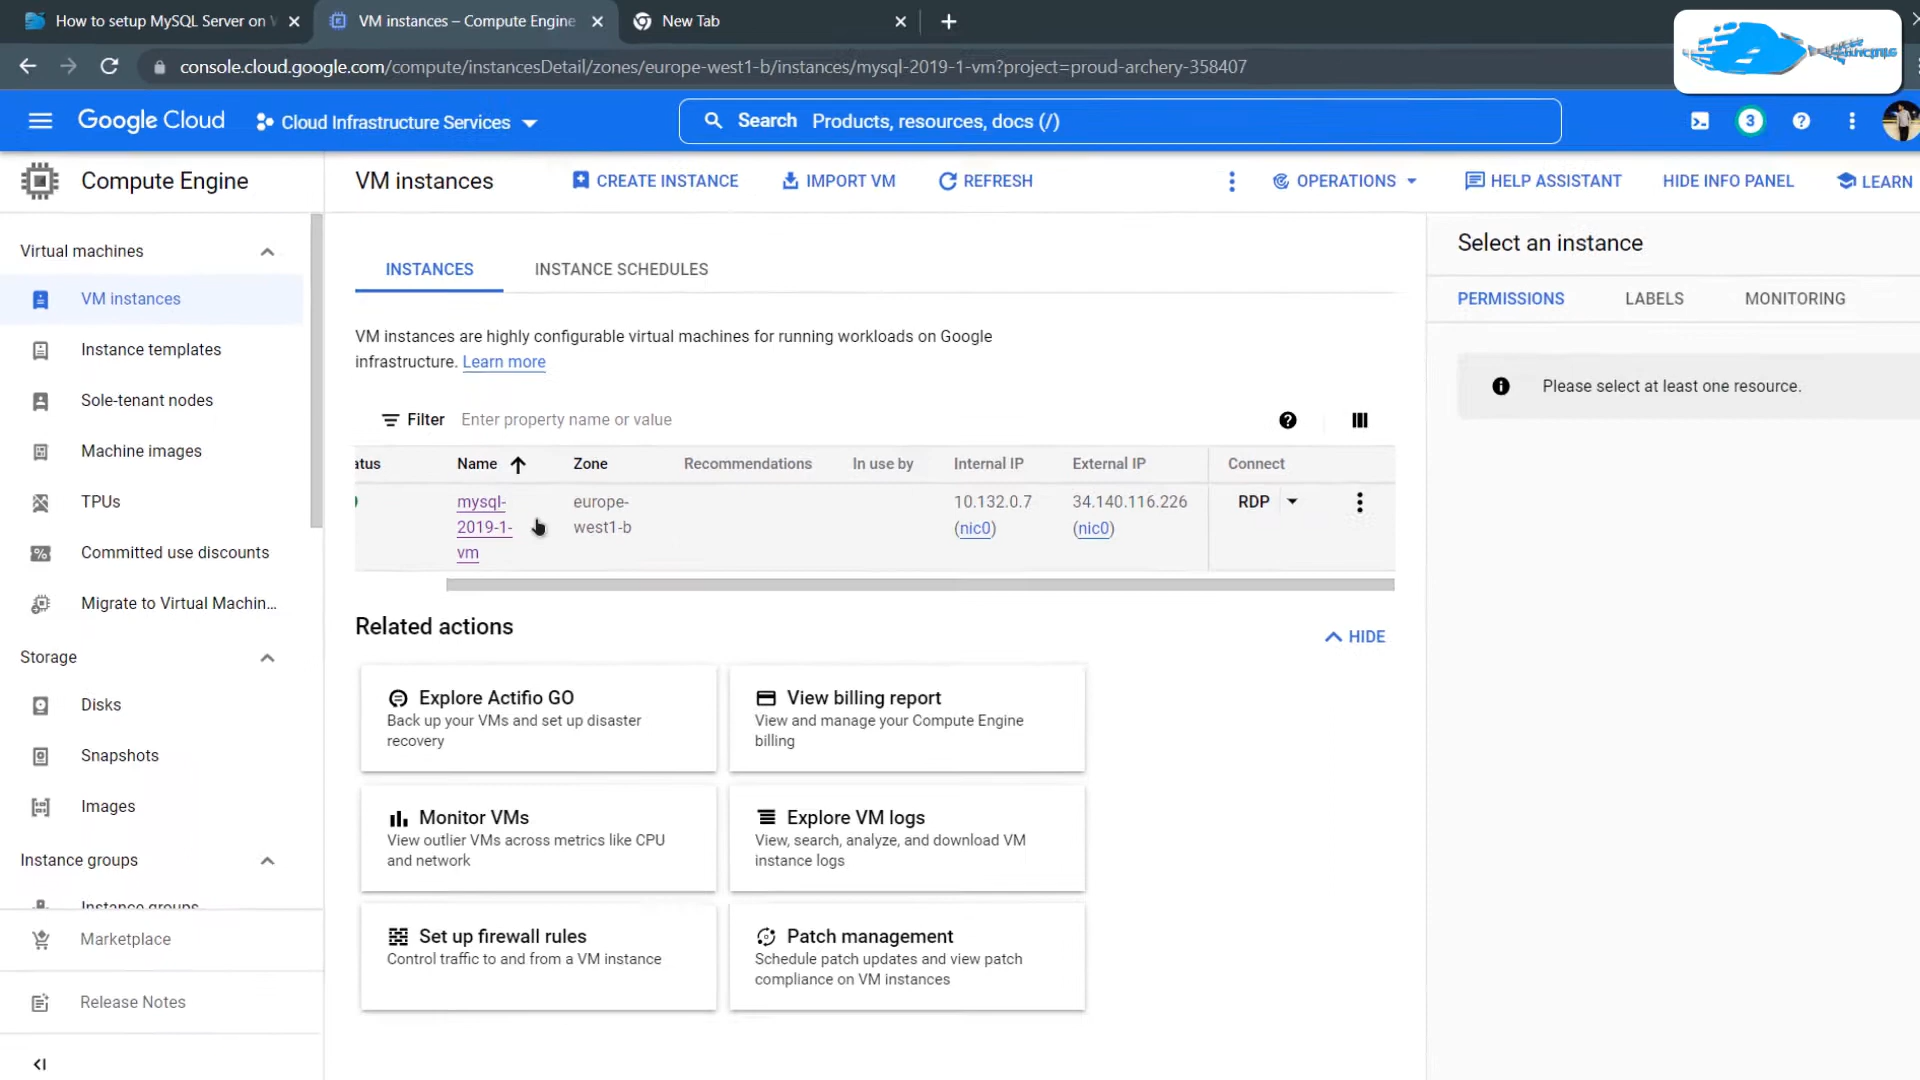 How to setup MySQL Server on
VM instances – Compute Engine
New Tab
console.cloud.google.com/compute/instancesDetail/zones/europe-west1-b/instances/mysql-2019-1-vm?project=proud-archery-358407
Google Cloud
Cloud Infrastructure Services
Search Products, resources, docs (/)
3
Compute Engine
VM instances
CREATE INSTANCE
IMPORT VM
REFRESH
OPERATIONS
HELP ASSISTANT
HIDE INFO PANEL
LEARN
Virtual machines
VM instances
Instance templates
Sole-tenant nodes
Machine images
TPUs
Committed use discounts
Migrate to Virtual Machin...
Storage
Disks
Snapshots
Images
Instance groups
Instance groups
Marketplace
Release Notes
INSTANCES
INSTANCE SCHEDULES
VM instances are highly configurable virtual machines for running workloads on Google
infrastructure. Learn more
Filter Enter property name or value
atus Name Zone Recommendations In use by Internal IP External IP Connect
mysql- europe- 10.132.0.7 34.140.116.226 RDP
2019-1- west1-b (nic0) (nic0)
vm
Related actions
HIDE
Explore Actifio GO
Back up your VMs and set up disaster
recovery
View billing report
View and manage your Compute Engine
billing
Monitor VMs
View outlier VMs across metrics like CPU
and network
Explore VM logs
View, search, analyze, and download VM
instance logs
Set up firewall rules
Control traffic to and from a VM instance
Patch management
Schedule patch updates and view patch
compliance on VM instances
Select an instance
PERMISSIONS
LABELS
MONITORING
Please select at least one resource.